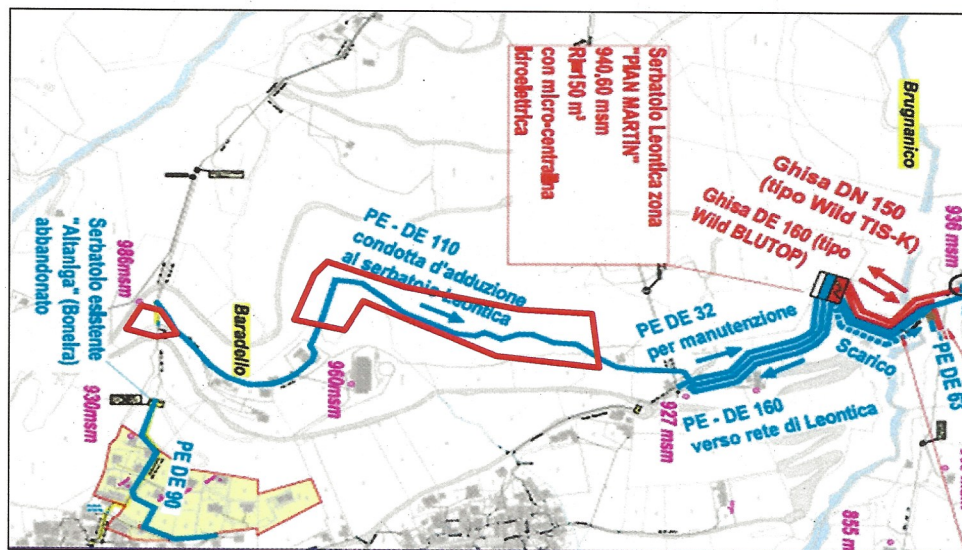 Serbatoio Leontica zona
"PIAN MARTIN"
940.60 msm
RI=150 m³
con micro-centralina
idroelettrica
Brugnanico
Ghisa DN 150
(tipo Wild TIS-K)
Ghisa DE 160 (tipo
Wild BLUTOP)
936 msm
PE - DE 110
condotta d'adduzione
al serbatoio Leontica
Serbatoio esistente
"Altaniga" (Boneira)
abbandonato
986msm
Baradello
960msm
930msm
PE DE 90
PE DE 32
per manutenzione
Scarico
PE DE 63
927 msm
PE - DE 160
verso rete di Leontica
855 m